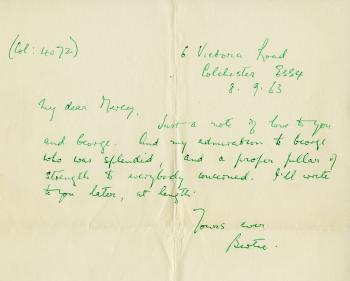 (Col: 4072)
6 Victoria Road
Colchester Essx
8. 9. 63
My dear Mercy,
Just a note of love to you
and George. And my admiration to George
who was splendid, and a proper pillar of
strength to everybody concerned. I'll write
to you later, at length.
Yours ever
Bertie.